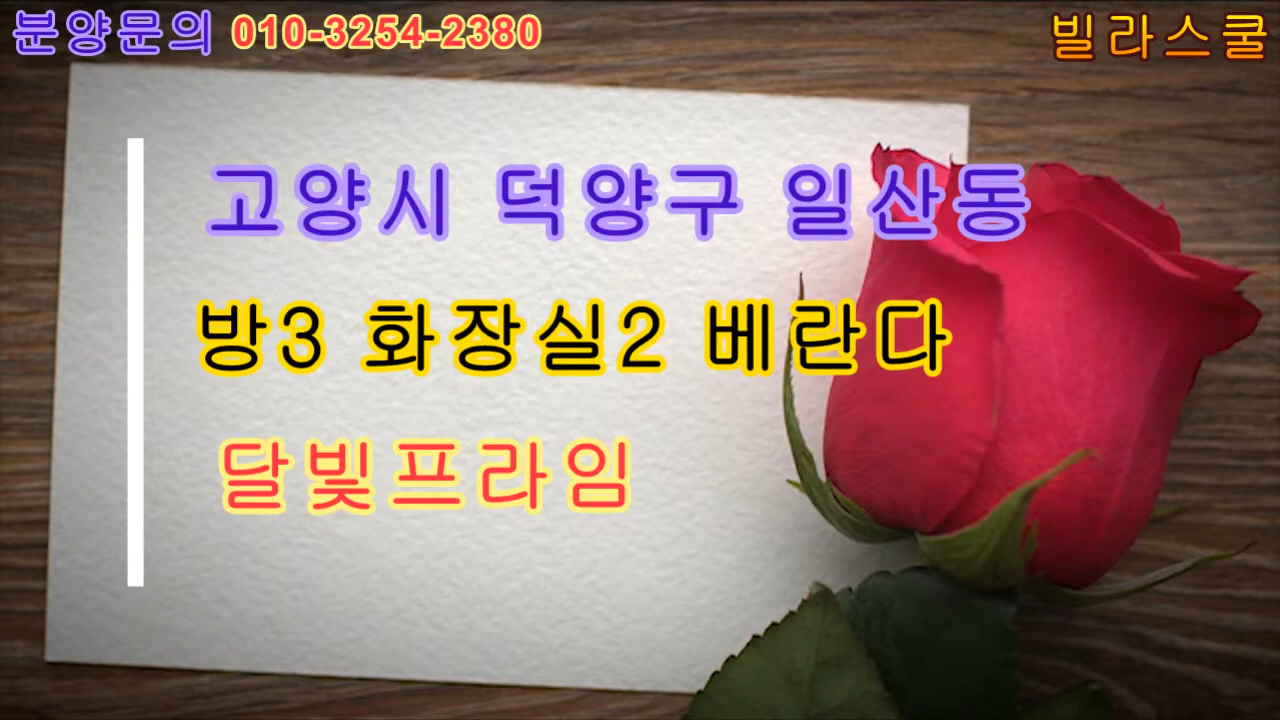 분양문의 010-3254-2380
빌라스쿨
고양시 덕양구 일산동
방3 화장실2 베란다
달빛프라임